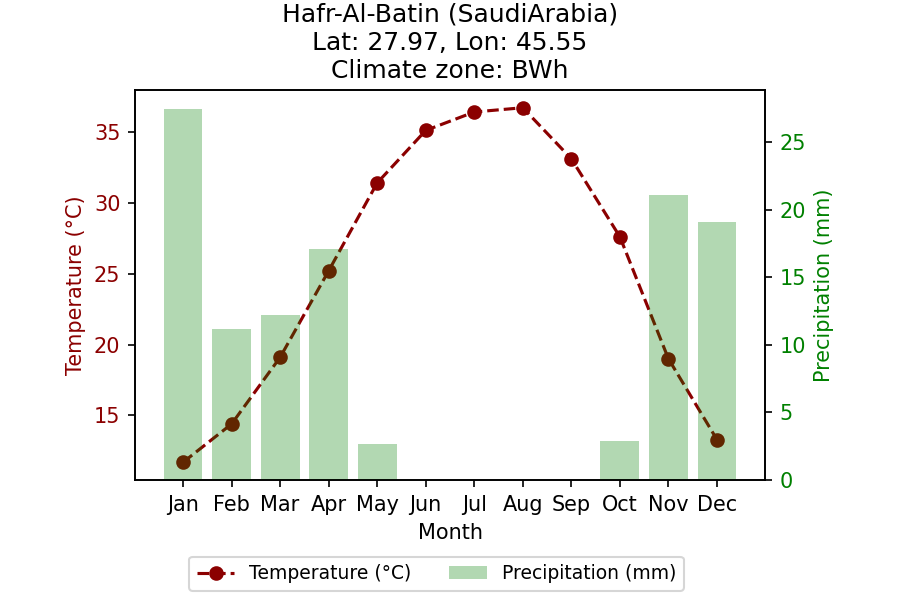 Hafr-Al-Batin (SaudiArabia)
Lat: 27.97, Lon: 45.55
Climate zone: BWh
Temperature (°C)
35
30
25
20
15
Precipitation (mm)
25
20
15
10
5
0
Jan Feb Mar Apr May Jun Jul Aug Sep Oct Nov Dec
Month
Temperature (°C) Precipitation (mm)